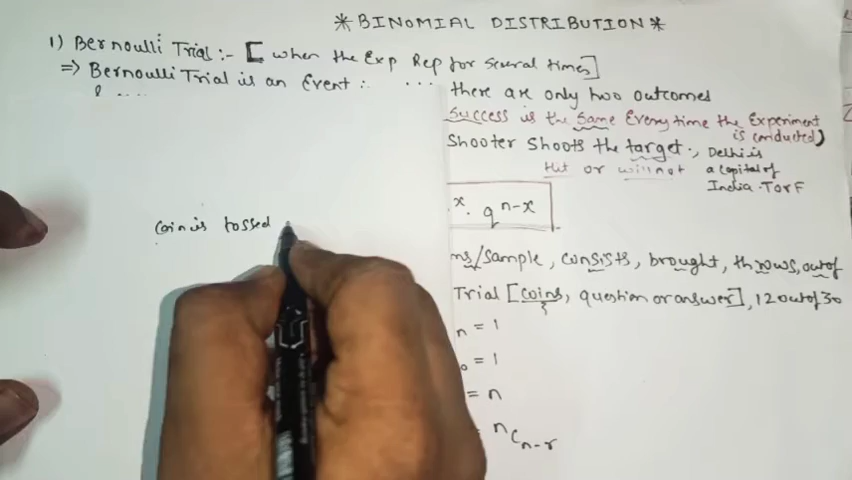 *BINOMIAL DISTRIBUTION*
1) Bernoulli Trial :- [ when the Exp Rep for several times]
⇒ Bernoulli Trial is an Event : there are only two outcomes
Success is the same Every time the Experiment
is conducted)
Shooter shoots the target., Delhi is
Hit or will not a capital of
India. T or F
x . q^{n-x}
coin is tossed
ms/sample, consists, brought, throws, out of
Trial [coins, question or answer], 12 out of 30
n = 1
o = 1
= n
= nC_{n-r}